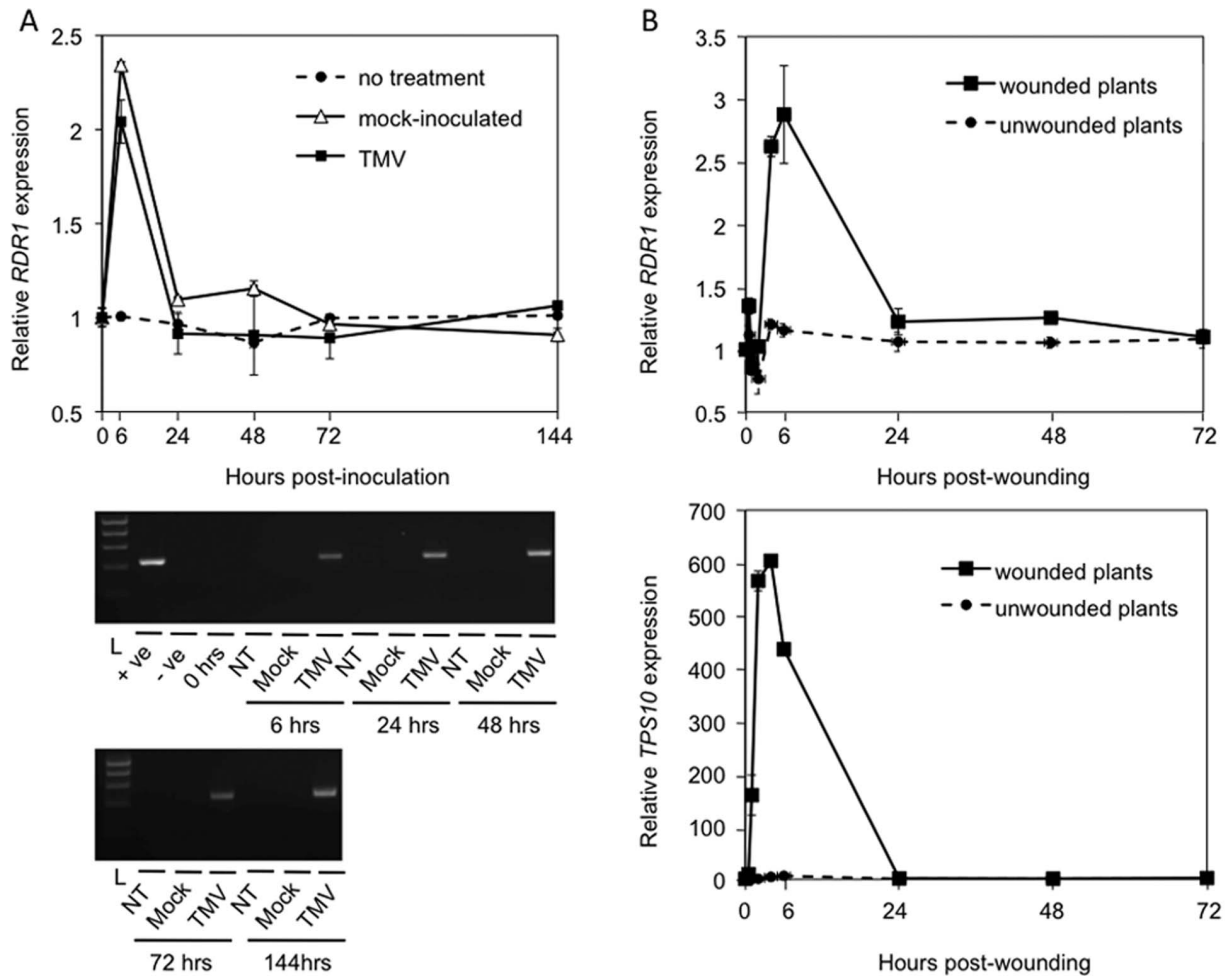 A
Relative RDR1 expression
2.5
2
1.5
1
0.5
no treatment
mock-inoculated
TMV
0 6 24 48 72 144
Hours post-inoculation
L + ve - ve 0 hrs NT Mock TMV NT Mock TMV NT Mock TMV
6 hrs 24 hrs 48 hrs
L NT Mock TMV NT Mock TMV
72 hrs 144hrs
B
Relative RDR1 expression
3.5
3
2.5
2
1.5
1
0.5
wounded plants
unwounded plants
0 6 24 48 72
Hours post-wounding
Relative TPS10 expression
700
600
500
400
300
200
100
0
wounded plants
unwounded plants
0 6 24 48 72
Hours post-wounding